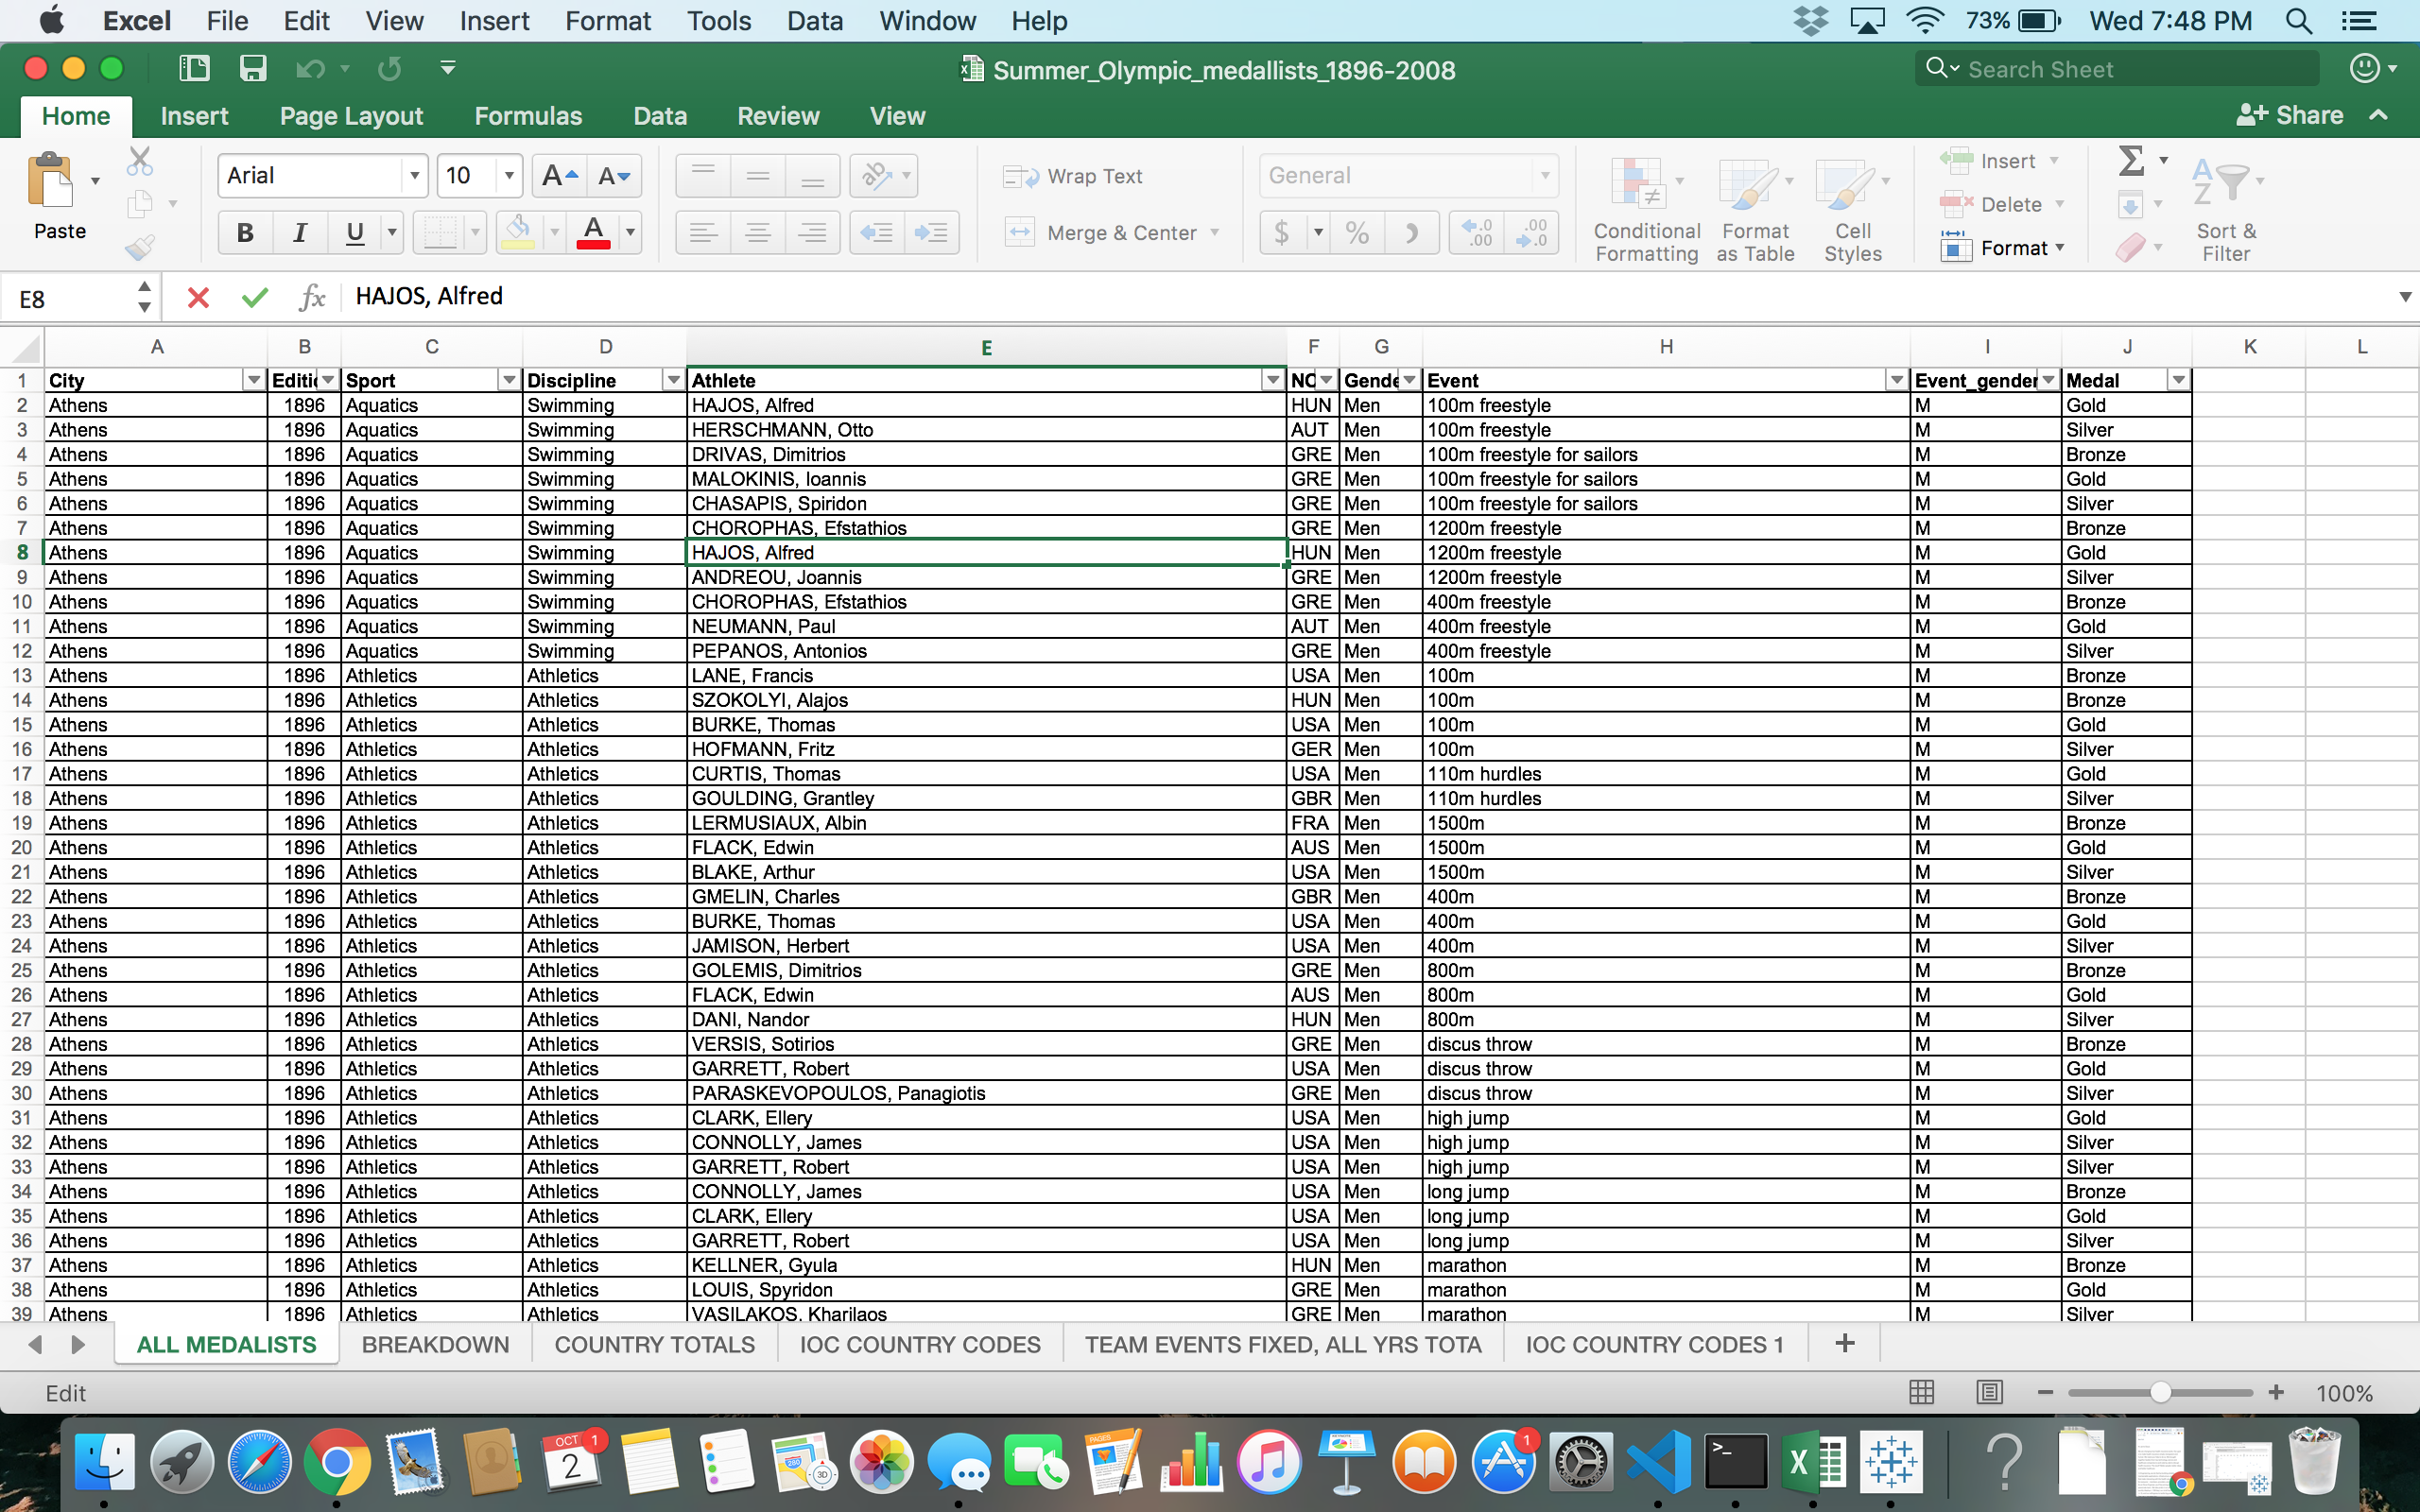 Excel File Edit View Insert Format Tools Data Window Help 73% Wed 7:48 PM
Summer_Olympic_medallists_1896-2008 Search Sheet
Home Insert Page Layout Formulas Data Review View Share
Paste Arial 10 A A Wrap Text General Insert
Conditional Formatting Format as Table Cell Styles Delete Sort & Filter
B I U A Merge & Center $ % Format
E8 fx HAJOS, Alfred
A B C D E F G H I J K L
1 City Editic Sport Discipline Athlete NC Gende Event Event_gender Medal
2 Athens 1896 Aquatics Swimming HAJOS, Alfred HUN Men 100m freestyle M Gold
3 Athens 1896 Aquatics Swimming HERSCHMANN, Otto AUT Men 100m freestyle M Silver
4 Athens 1896 Aquatics Swimming DRIVAS, Dimitrios GRE Men 100m freestyle for sailors M Bronze
5 Athens 1896 Aquatics Swimming MALOKINIS, Ioannis GRE Men 100m freestyle for sailors M Gold
6 Athens 1896 Aquatics Swimming CHASAPIS, Spiridon GRE Men 100m freestyle for sailors M Silver
7 Athens 1896 Aquatics Swimming CHOROPHAS, Efstathios GRE Men 1200m freestyle M Bronze
8 Athens 1896 Aquatics Swimming HAJOS, Alfred HUN Men 1200m freestyle M Gold
9 Athens 1896 Aquatics Swimming ANDREOU, Joannis GRE Men 1200m freestyle M Silver
10 Athens 1896 Aquatics Swimming CHOROPHAS, Efstathios GRE Men 400m freestyle M Bronze
11 Athens 1896 Aquatics Swimming NEUMANN, Paul AUT Men 400m freestyle M Gold
12 Athens 1896 Aquatics Swimming PEPANOS, Antonios GRE Men 400m freestyle M Silver
13 Athens 1896 Athletics Athletics LANE, Francis USA Men 100m M Bronze
14 Athens 1896 Athletics Athletics SZOKOLYI, Alajos HUN Men 100m M Bronze
15 Athens 1896 Athletics Athletics BURKE, Thomas USA Men 100m M Gold
16 Athens 1896 Athletics Athletics HOFMANN, Fritz GER Men 100m M Silver
17 Athens 1896 Athletics Athletics CURTIS, Thomas USA Men 110m hurdles M Gold
18 Athens 1896 Athletics Athletics GOULDING, Grantley GBR Men 110m hurdles M Silver
19 Athens 1896 Athletics Athletics LERMUSIAUX, Albin FRA Men 1500m M Bronze
20 Athens 1896 Athletics Athletics FLACK, Edwin AUS Men 1500m M Gold
21 Athens 1896 Athletics Athletics BLAKE, Arthur USA Men 1500m M Silver
22 Athens 1896 Athletics Athletics GMELIN, Charles GBR Men 400m M Bronze
23 Athens 1896 Athletics Athletics BURKE, Thomas USA Men 400m M Gold
24 Athens 1896 Athletics Athletics JAMISON, Herbert USA Men 400m M Silver
25 Athens 1896 Athletics Athletics GOLEMIS, Dimitrios GRE Men 800m M Bronze
26 Athens 1896 Athletics Athletics FLACK, Edwin AUS Men 800m M Gold
27 Athens 1896 Athletics Athletics DANI, Nandor HUN Men 800m M Silver
28 Athens 1896 Athletics Athletics VERSIS, Sotirios GRE Men discus throw M Bronze
29 Athens 1896 Athletics Athletics GARRETT, Robert USA Men discus throw M Gold
30 Athens 1896 Athletics Athletics PARASKEVOPOULOS, Panagiotis GRE Men discus throw M Silver
31 Athens 1896 Athletics Athletics CLARK, Ellery USA Men high jump M Gold
32 Athens 1896 Athletics Athletics CONNOLLY, James USA Men high jump M Silver
33 Athens 1896 Athletics Athletics GARRETT, Robert USA Men high jump M Silver
34 Athens 1896 Athletics Athletics CONNOLLY, James USA Men long jump M Bronze
35 Athens 1896 Athletics Athletics CLARK, Ellery USA Men long jump M Gold
36 Athens 1896 Athletics Athletics GARRETT, Robert USA Men long jump M Silver
37 Athens 1896 Athletics Athletics KELLNER, Gyula HUN Men marathon M Bronze
38 Athens 1896 Athletics Athletics LOUIS, Spyridon GRE Men marathon M Gold
39 Athens 1896 Athletics Athletics VASILAKOS, Kharilaos GRE Men marathon M Silver
ALL MEDALISTS BREAKDOWN COUNTRY TOTALS IOC COUNTRY CODES TEAM EVENTS FIXED, ALL YRS TOTA IOC COUNTRY CODES 1 +
Edit 100%
OCT 2 1 PAGES 1